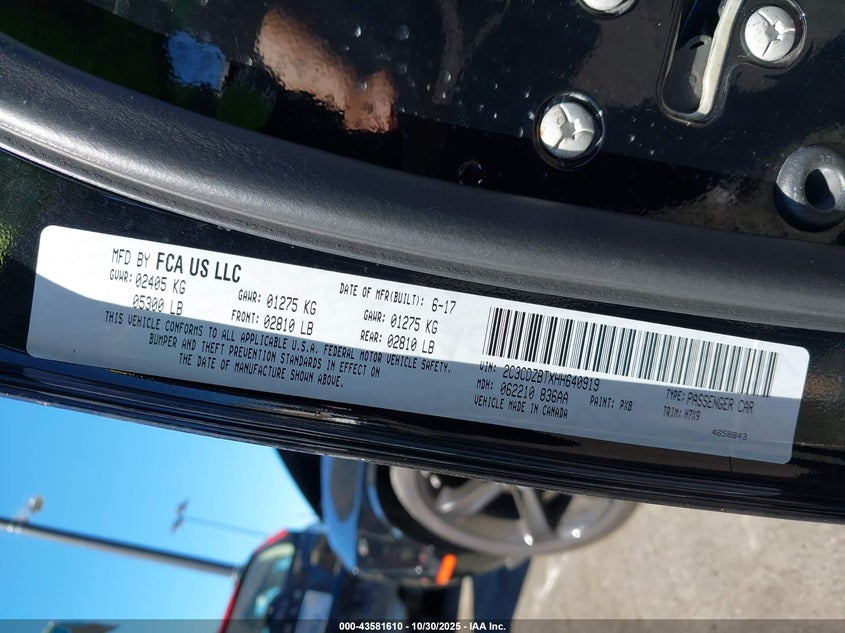 MFD BY FCA US LLC
DATE OF MFR(BUILT): 6-17
GVWR: 02405 KG
05300 LB
GAWR: 01275 KG
FRONT: 02810 LB
GAWR: 01275 KG
REAR: 02810 LB
THIS VEHICLE CONFORMS TO ALL APPLICABLE U.S.A. FEDERAL MOTOR VEHICLE SAFETY,
BUMPER AND THEFT PREVENTION STANDARDS IN EFFECT ON
THE DATE OF MANUFACTURE SHOWN ABOVE.
VIN: 2C3CDZBTXHH640919
TYPE: PASSENGER CAR
MDH: 062210 836AA
PAINT: PX8
TRIM: H7X9
VEHICLE MADE IN CANADA
4658843
000-43581610 - 10/30/2025 - IAA Inc.